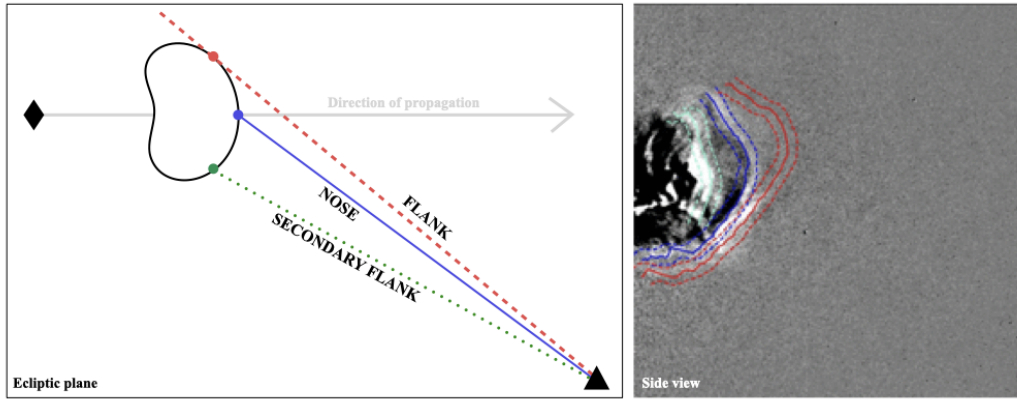 Direction of propagation
FLANK
NOSE
SECONDARY FLANK
Ecliptic plane
Side view